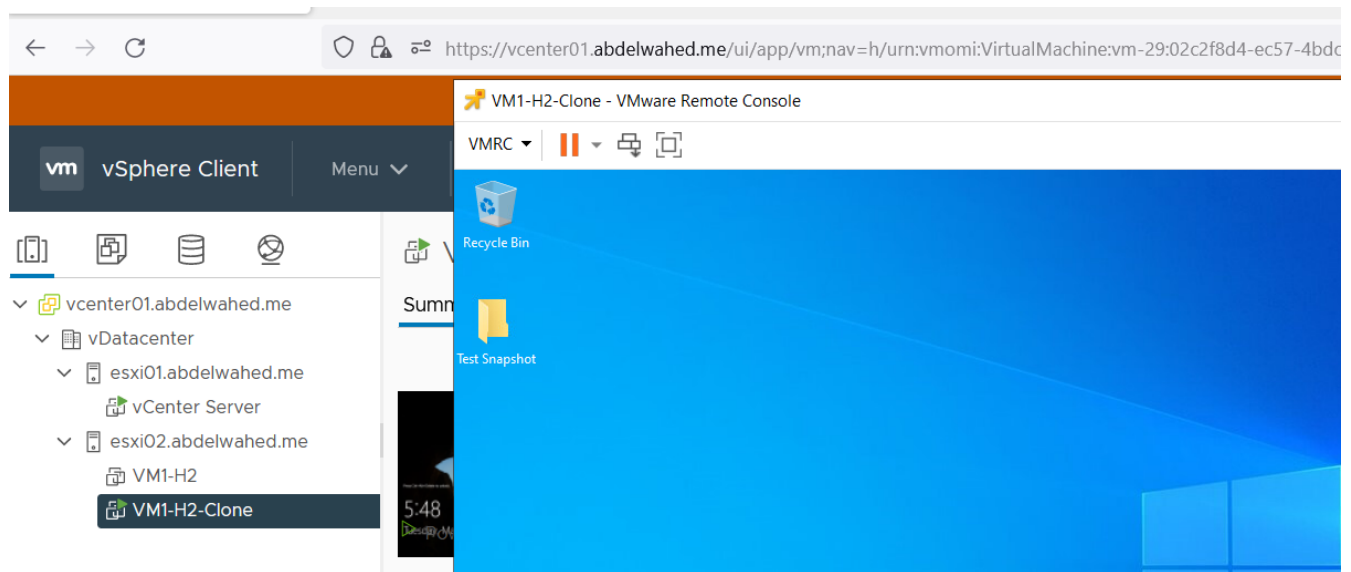 https://vcenter01.abdelwahed.me/ui/app/vm;nav=h/urn:vmomi:VirtualMachine:vm-29:02c2f8d4-ec57-4bdc
VM1-H2-Clone - VMware Remote Console
VMRC
vm vSphere Client Menu
Recycle Bin
Test Snapshot
vcenter01.abdelwahed.me
vDatacenter
esxi01.abdelwahed.me
vCenter Server
esxi02.abdelwahed.me
VM1-H2
VM1-H2-Clone
Summ
5:48